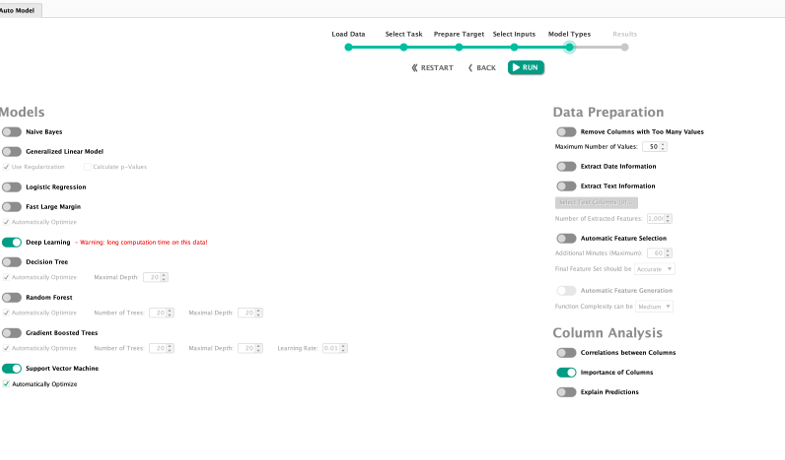 Auto Model
Load Data Select Task Prepare Target Select Inputs Model Types Results
RESTART BACK RUN
Models
Naive Bayes
Generalized Linear Model
Use Regularization Calculate p-Values
Logistic Regression
Fast Large Margin
Automatically Optimize
Deep Learning - Warning: long computation time on this data!
Decision Tree
Automatically Optimize Maximal Depth: 20
Random Forest
Automatically Optimize Number of Trees: 20 Maximal Depth: 20
Gradient Boosted Trees
Automatically Optimize Number of Trees: 20 Maximal Depth: 20 Learning Rate: 0.01
Support Vector Machine
Automatically Optimize
Data Preparation
Remove Columns with Too Many Values
Maximum Number of Values: 50
Extract Date Information
Extract Text Information
Select Text Columns
Number of Extracted Features: 1,00
Automatic Feature Selection
Additional Minutes (Maximum): 60
Final Feature Set should be Accurate
Automatic Feature Generation
Function Complexity can be Medium
Column Analysis
Correlations between Columns
Importance of Columns
Explain Predictions